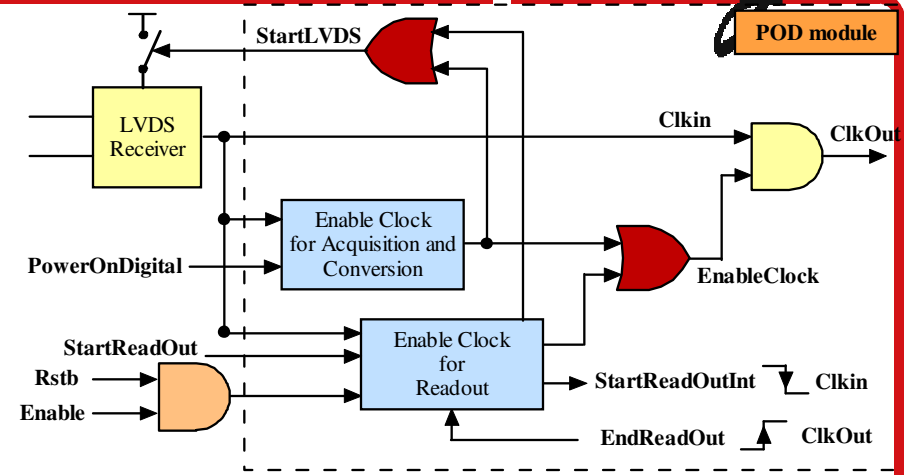 POD module
StartLVDS
LVDS
Receiver
Clkin
ClkOut
Enable Clock
for Acquisition and
Conversion
PowerOnDigital
EnableClock
StartReadOut
Rstb
Enable
Enable Clock
for
Readout
StartReadOutInt
Clkin
EndReadOut
ClkOut